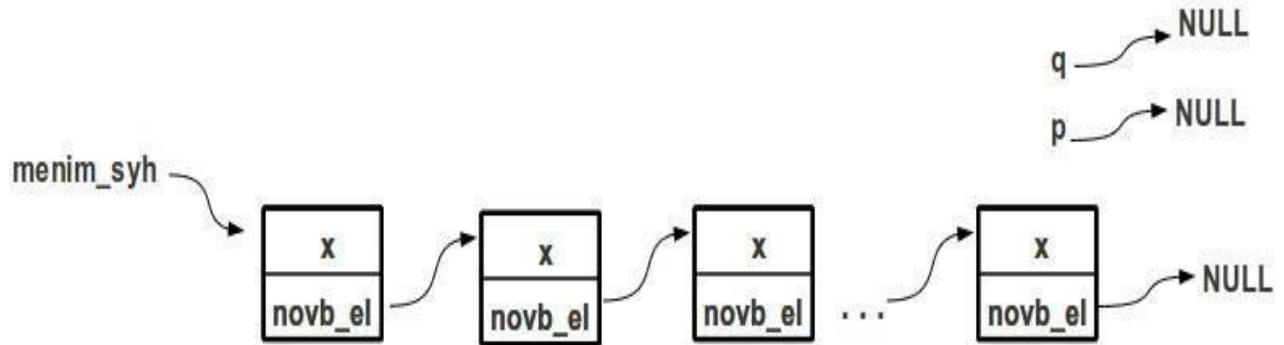 NULL
q
NULL
p
menim_syh
x x x x
novb_el novb_el novb_el ... novb_el
NULL